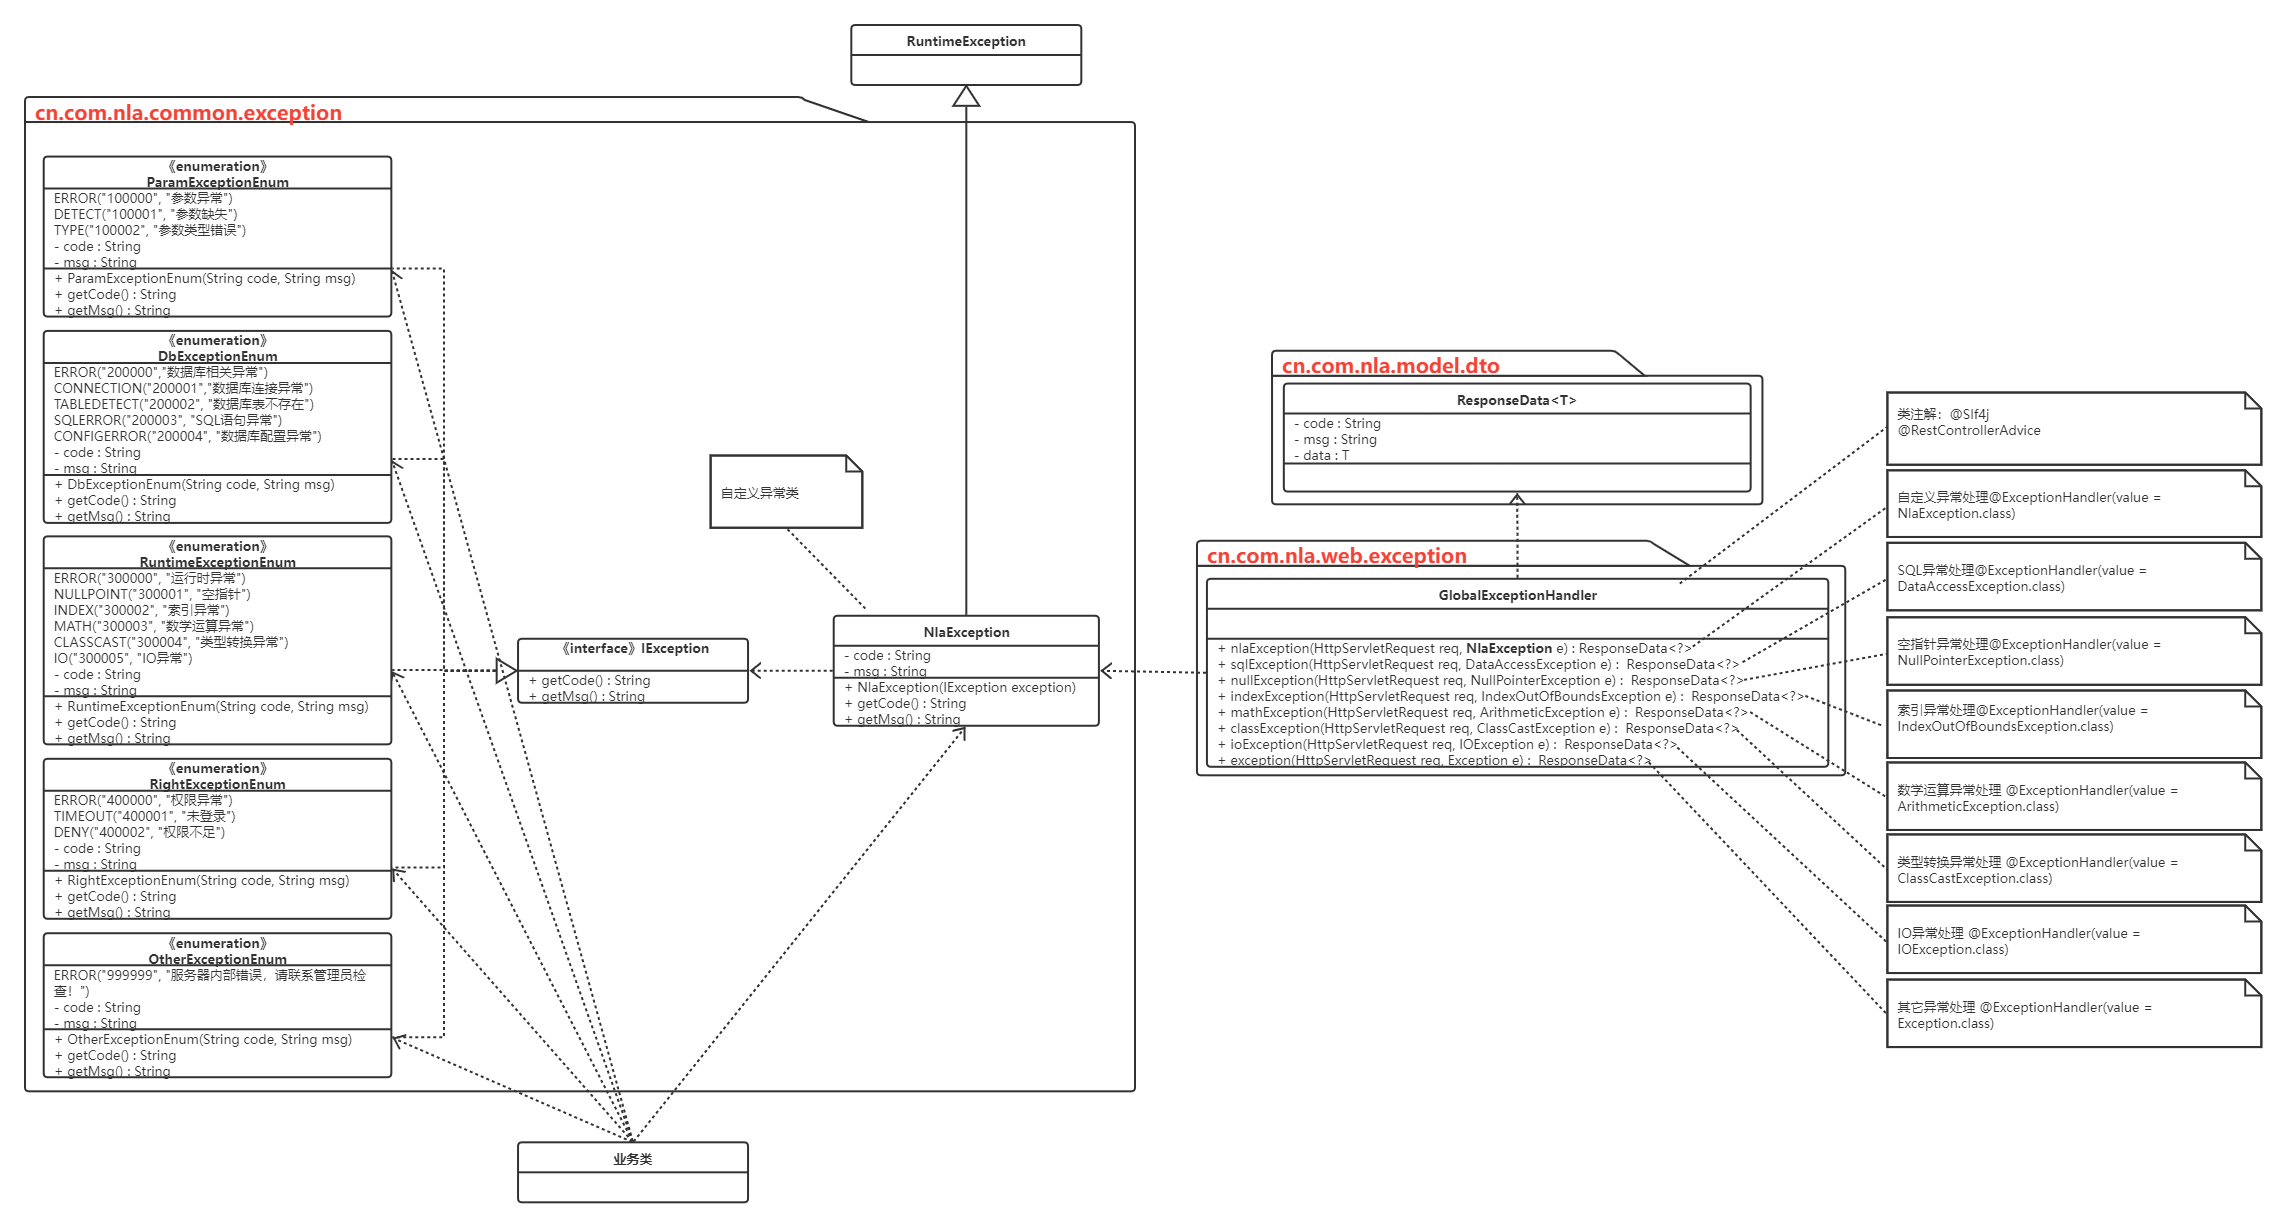 RuntimeException
cn.com.nla.common.exception
《enumeration》
ParamExceptionEnum
ERROR("100000", "参数异常")
DETECT("100001", "参数缺失")
TYPE("100002", "参数类型错误")
- code : String
- msg : String
+ ParamExceptionEnum(String code, String msg)
+ getCode() : String
+ getMsg() : String
《enumeration》
DbExceptionEnum
ERROR("200000","数据库相关异常")
CONNECTION("200001","数据库连接异常")
TABLEDETECT("200002", "数据库表不存在")
SQLERROR("200003", "SQL语句异常")
CONFIGERROR("200004", "数据库配置异常")
- code : String
- msg : String
+ DbExceptionEnum(String code, String msg)
+ getCode() : String
+ getMsg() : String
《enumeration》
RuntimeExceptionEnum
ERROR("300000", "运行时异常")
NULLPOINT("300001", "空指针")
INDEX("300002", "索引异常")
MATH("300003", "数学运算异常")
CLASSCAST("300004", "类型转换异常")
IO("300005", "IO异常")
- code : String
- msg : String
+ RuntimeExceptionEnum(String code, String msg)
+ getCode() : String
+ getMsg() : String
《enumeration》
RightExceptionEnum
ERROR("400000", "权限异常")
TIMEOUT("400001", "未登录")
DENY("400002", "权限不足")
- code : String
- msg : String
+ RightExceptionEnum(String code, String msg)
+ getCode() : String
+ getMsg() : String
《enumeration》
OtherExceptionEnum
ERROR("999999", "服务器内部错误，请联系管理员检
查！")
- code : String
- msg : String
+ OtherExceptionEnum(String code, String msg)
+ getCode() : String
+ getMsg() : String
自定义异常类
《interface》IException
+ getCode() : String
+ getMsg() : String
NlaException
- code : String
- msg : String
+ NlaException(IException exception)
+ getCode() : String
+ getMsg() : String
业务类
cn.com.nla.model.dto
ResponseData<T>
- code : String
- msg : String
- data : T
cn.com.nla.web.exception
GlobalExceptionHandler
+ nlaException(HttpServletRequest req, NlaException e) : ResponseData<?>
+ sqlException(HttpServletRequest req, DataAccessException e) : ResponseData<?>
+ nullException(HttpServletRequest req, NullPointerException e) : ResponseData<?>
+ indexException(HttpServletRequest req, IndexOutOfBoundsException e) : ResponseData<?>
+ mathException(HttpServletRequest req, ArithmeticException e) : ResponseData<?>
+ classException(HttpServletRequest req, ClassCastException e) : ResponseData<?>
+ ioException(HttpServletRequest req, IOException e) : ResponseData<?>
+ exception(HttpServletRequest req, Exception e) : ResponseData<?>
类注解：@Slf4j
@RestControllerAdvice
自定义异常处理@ExceptionHandler(value =
NlaException.class)
SQL异常处理@ExceptionHandler(value =
DataAccessException.class)
空指针异常处理@ExceptionHandler(value =
NullPointerException.class)
索引异常处理@ExceptionHandler(value =
IndexOutOfBoundsException.class)
数学运算异常处理 @ExceptionHandler(value =
ArithmeticException.class)
类型转换异常处理 @ExceptionHandler(value =
ClassCastException.class)
IO异常处理 @ExceptionHandler(value =
IOException.class)
其它异常处理 @ExceptionHandler(value =
Exception.class)